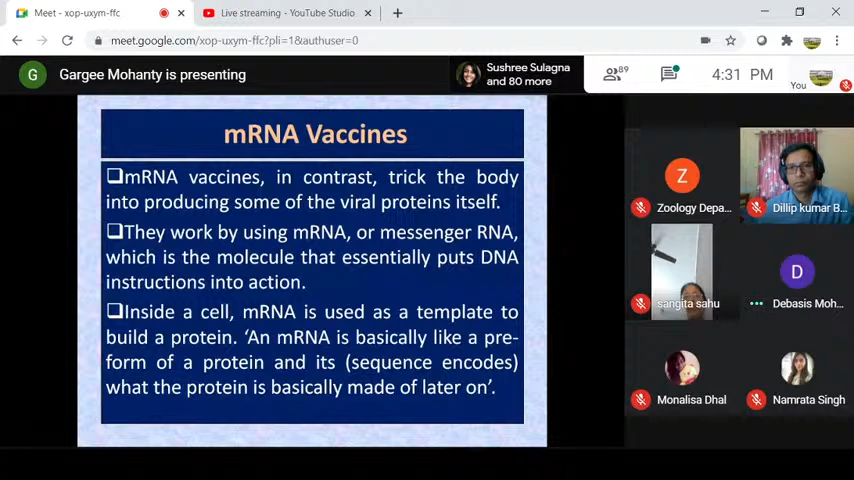 Meet - xop-uxym-ffc
Live streaming - YouTube Studio
meet.google.com/xop-uxym-ffc?pli=1&authuser=0
G
Gargee Mohanty is presenting
Sushree Sulagna
and 80 more
89
4:31 PM
You
mRNA Vaccines
mRNA vaccines, in contrast, trick the body
into producing some of the viral proteins itself.
They work by using mRNA, or messenger RNA,
which is the molecule that essentially puts DNA
instructions into action.
Inside a cell, mRNA is used as a template to
build a protein. ‘An mRNA is basically like a pre-
form of a protein and its (sequence encodes)
what the protein is basically made of later on’.
Z
Zoology Depa...
Dillip kumar B...
sangita sahu
D
Debasis Moh...
Monalisa Dhal
Namrata Singh